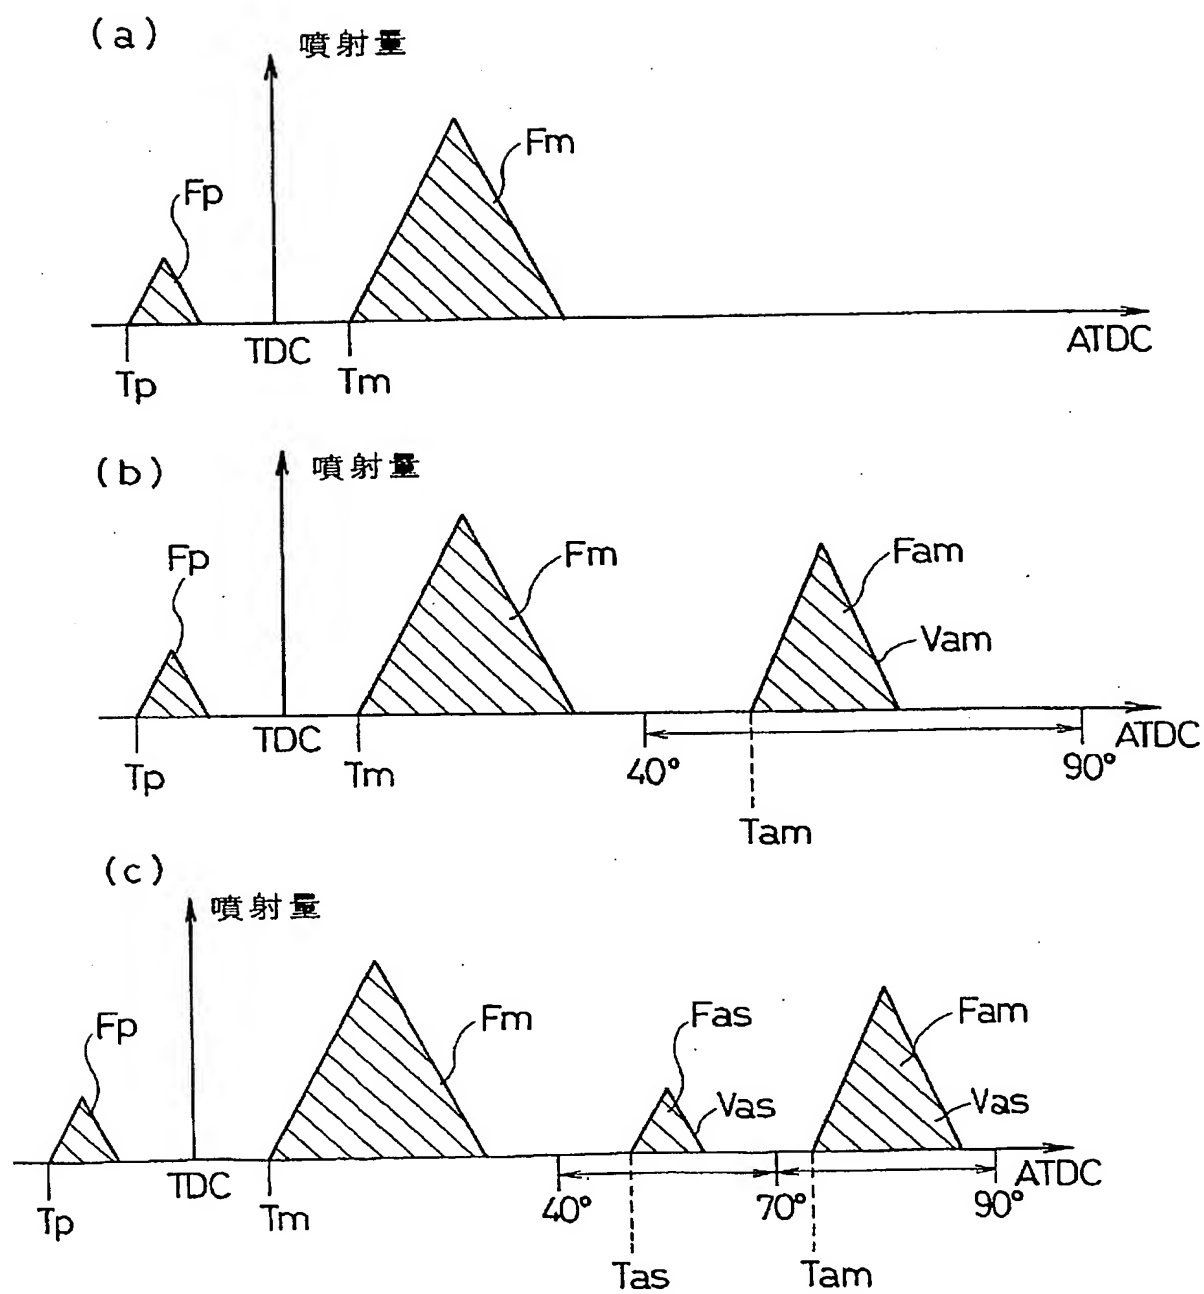 (a)
噴射量
Fm
Fp
TDC
ATDC
Tp
Tm
(b)
噴射量
Fp
Fm
Fam
Vam
TDC
ATDC
Tp
Tm
40°
90°
Tam
(c)
噴射量
Fp
Fm
Fas
Fam
Vas
Vas
TDC
ATDC
Tp
Tm
40°
70°
90°
Tas
Tam